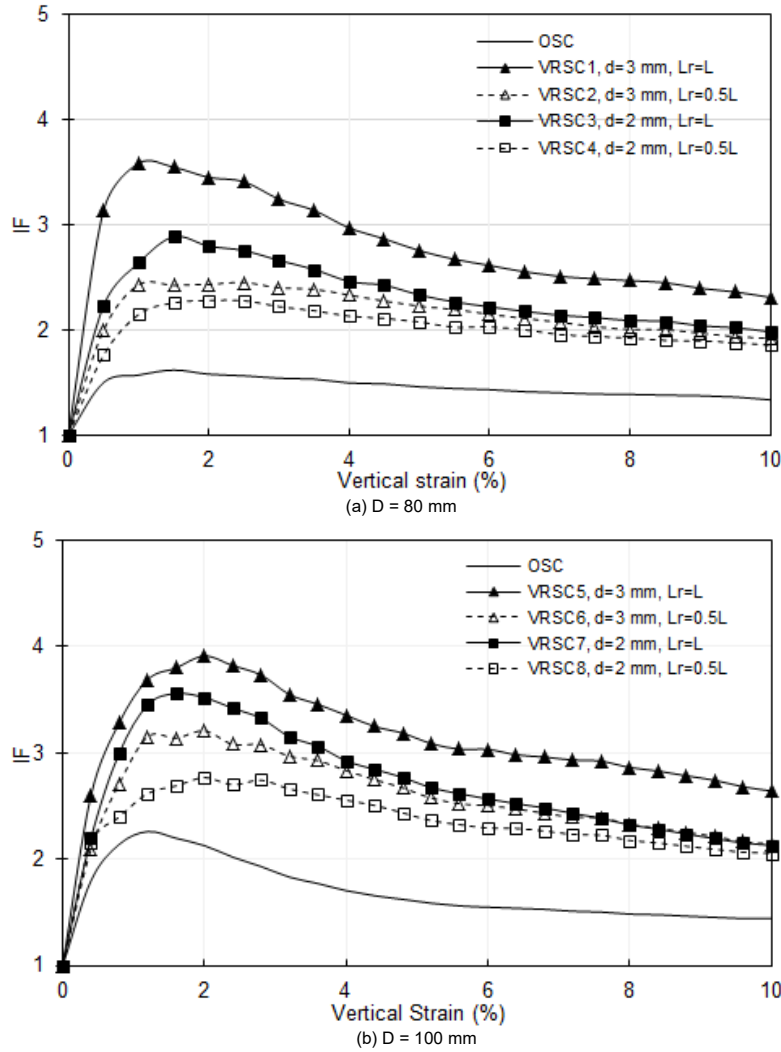 5
4
3
2
1
IF
0
2
4
6
8
10
OSC
VRSC1, d=3 mm, Lr=L
VRSC2, d=3 mm, Lr=0.5L
VRSC3, d=2 mm, Lr=L
VRSC4, d=2 mm, Lr=0.5L
Vertical strain (%)
(a) D = 80 mm
5
4
3
2
1
IF
0
2
4
6
8
10
OSC
VRSC5, d=3 mm, Lr=L
VRSC6, d=3 mm, Lr=0.5L
VRSC7, d=2 mm, Lr=L
VRSC8, d=2 mm, Lr=0.5L
Vertical Strain (%)
(b) D = 100 mm